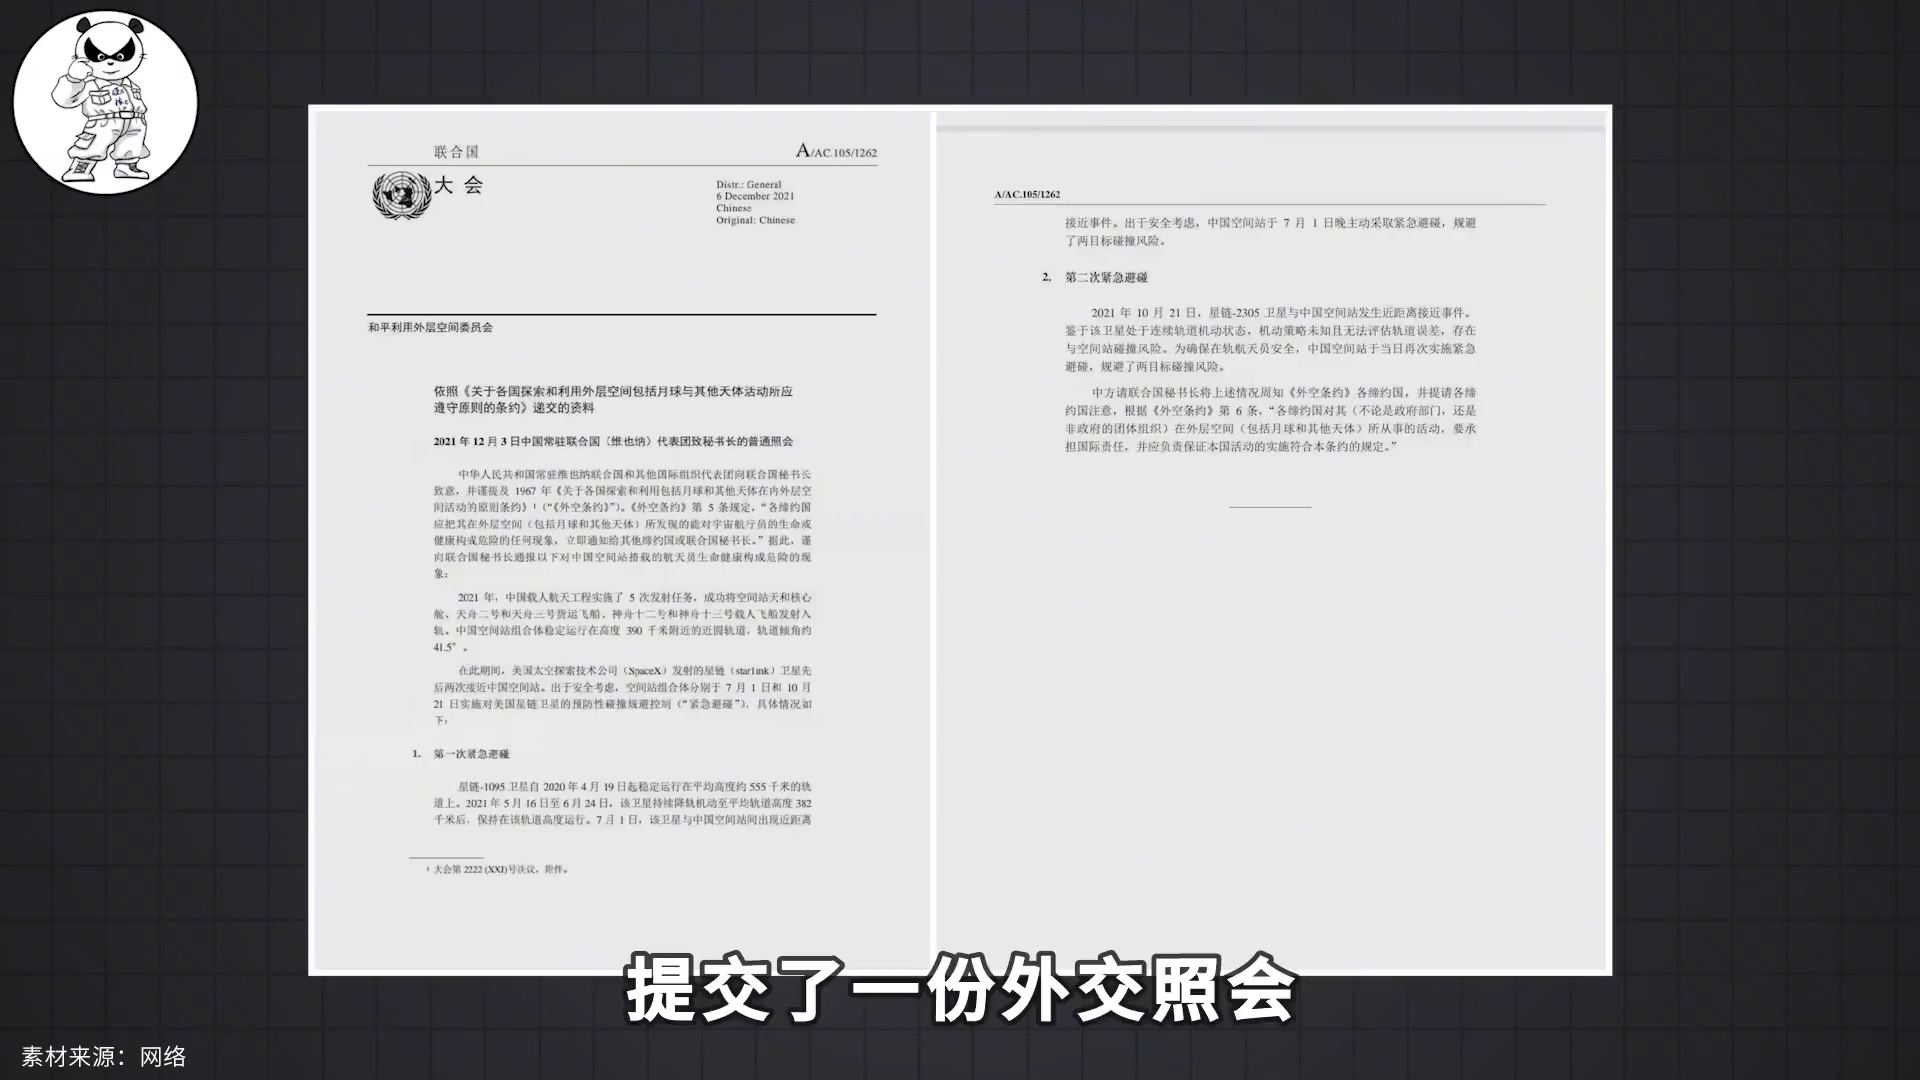 联合国
A/AC.105/1262
大 会
Distr.: General
6 December 2021
Chinese
Original: Chinese
和平利用外层空间委员会
依照《关于各国探索和利用外层空间包括月球与其他天体活动所应
遵守原则的条约》递交的资料
2021 年 12 月 3 日中国常驻联合国（维也纳）代表团致秘书长的普通照会
中华人民共和国常驻维也纳联合国和其他国际组织代表团向联合国秘书长
致意，并谨提及 1967 年《关于各国探索和利用包括月球和其他天体在内外层空
间活动的原则条约》¹（“《外空条约》”）。《外空条约》第 5 条规定，“各缔约国
应把其在外层空间（包括月球和其他天体）所发现的能对宇宙航行员的生命或
健康构成危险的任何现象，立即通知给其他缔约国或联合国秘书长。”据此，谨
向联合国秘书长通报以下对中国空间站搭载的航天员生命健康构成危险的现
象：
2021 年，中国载人航天工程实施了 5 次发射任务，成功将空间站天和核心
舱、天舟二号和天舟三号货运飞船、神舟十二号和神舟十三号载人飞船发射入
轨。中国空间站组合体稳定运行在高度 390 千米附近的近圆轨道，轨道倾角约
41.5°。
在此期间，美国太空探索技术公司（SpaceX）发射的星链（starlink）卫星先
后两次接近中国空间站。出于安全考虑，空间站组合体分别于 7 月 1 日和 10 月
21 日实施对美国星链卫星的预防性碰撞规避控制（“紧急避碰”），具体情况如
下：
1. 第一次紧急避碰
星链-1095 卫星自 2020 年 4 月 19 日起稳定运行在平均高度约 555 千米的轨
道上。2021 年 5 月 16 日至 6 月 24 日，该卫星持续降轨机动至平均轨道高度 382
千米后，保持在该轨道高度运行。7 月 1 日，该卫星与中国空间站间出现近距离
¹ 大会第 2222 (XXI)号决议，附件。
A/AC.105/1262
接近事件。出于安全考虑，中国空间站于 7 月 1 日晚主动采取紧急避碰，规避
了两目标碰撞风险。
2. 第二次紧急避碰
2021 年 10 月 21 日，星链-2305 卫星与中国空间站发生近距离接近事件。
鉴于该卫星处于连续轨道机动状态，机动策略未知且无法评估轨道误差，存在
与空间站碰撞风险。为确保在轨航天员安全，中国空间站于当日再次实施紧急
避碰，规避了两目标碰撞风险。
中方请联合国秘书长将上述情况周知《外空条约》各缔约国，并提请各缔
约国注意，根据《外空条约》第 6 条，“各缔约国对其（不论是政府部门，还是
非政府的团体组织）在外层空间（包括月球和其他天体）所从事的活动，要承
担国际责任，并应负责保证本国活动的实施符合本条约的规定。”
提交了一份外交照会
素材来源：网络